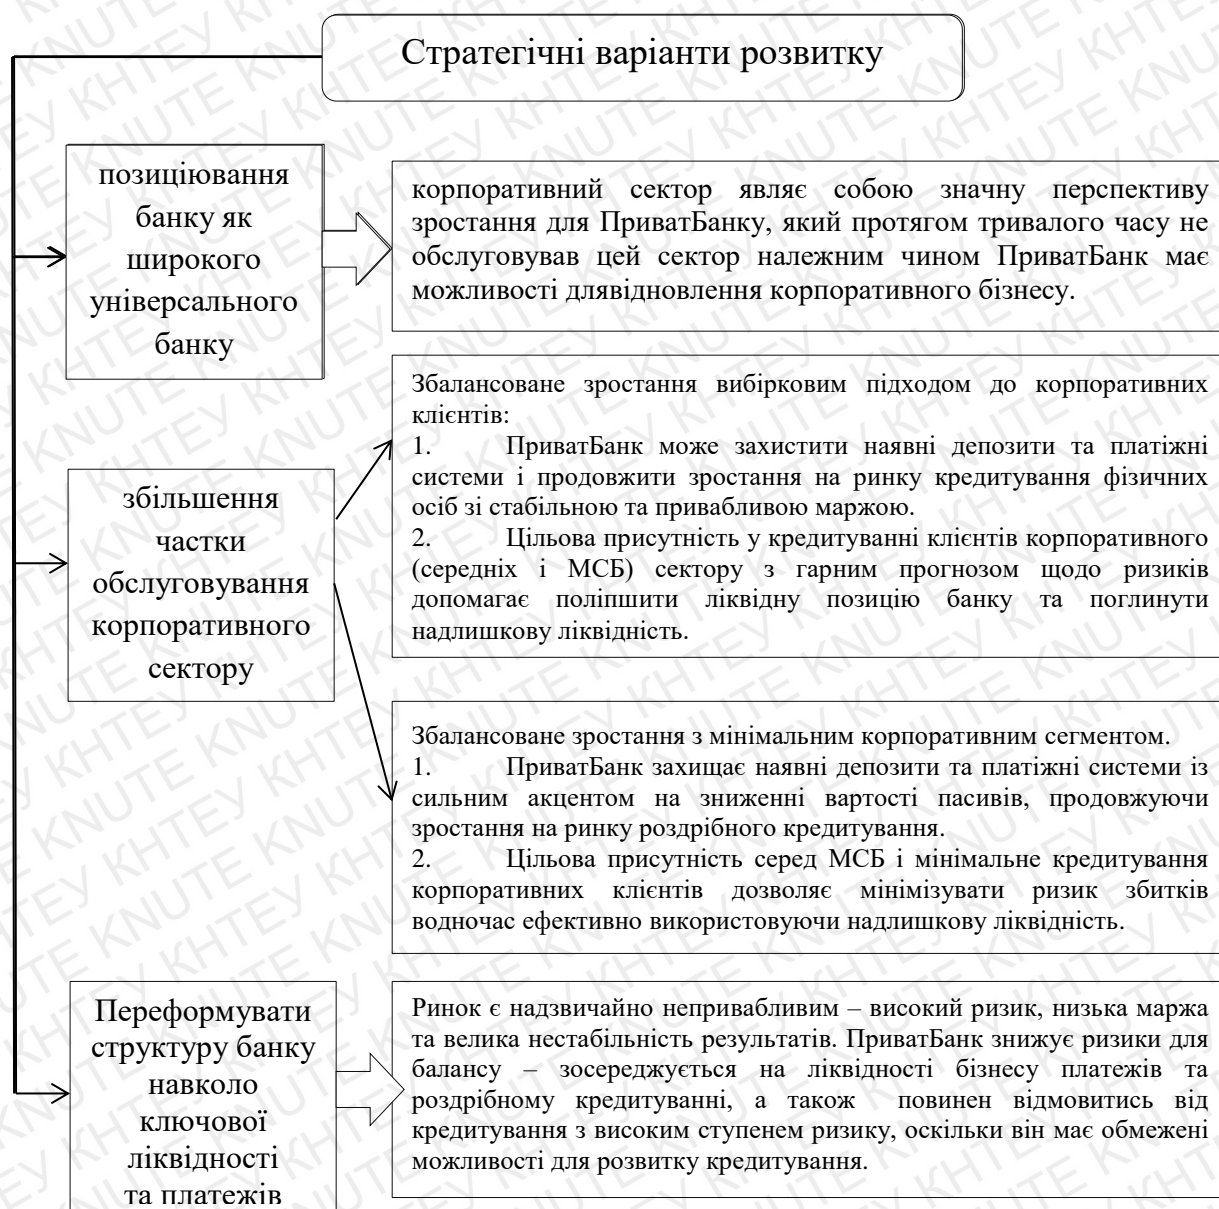 Стратегічні варіанти розвитку
позиціювання
банку як
широкого
універсального
банку
корпоративний сектор являє собою значну перспективу
зростання для ПриватБанку, який протягом тривалого часу не
обслуговував цей сектор належним чином ПриватБанк має
можливості длявідновлення корпоративного бізнесу.
збільшення
частки
обслуговування
корпоративного
сектору
Збалансоване зростання вибірковим підходом до корпоративних
клієнтів:
1. ПриватБанк може захистити наявні депозити та платіжні
системи і продовжити зростання на ринку кредитування фізичних
осіб зі стабільною та привабливою маржою.
2. Цільова присутність у кредитуванні клієнтів корпоративного
(середніх і МСБ) сектору з гарним прогнозом щодо ризиків
допомагає поліпшити ліквідну позицію банку та поглинути
надлишкову ліквідність.
Збалансоване зростання з мінімальним корпоративним сегментом.
1. ПриватБанк захищає наявні депозити та платіжні системи із
сильним акцентом на зниженні вартості пасивів, продовжуючи
зростання на ринку роздрібного кредитування.
2. Цільова присутність серед МСБ і мінімальне кредитування
корпоративних клієнтів дозволяє мінімізувати ризик збитків
водночас ефективно використовуючи надлишкову ліквідність.
Переформувати
структуру банку
навколо
ключової
ліквідності
та платежів
Ринок є надзвичайно непривабливим – високий ризик, низька маржа
та велика нестабільність результатів. ПриватБанк знижує ризики для
балансу – зосереджується на ліквідності бізнесу платежів та
роздрібному кредитуванні, а також повинен відмовитись від
кредитування з високим ступенем ризику, оскільки він має обмежені
можливості для розвитку кредитування.